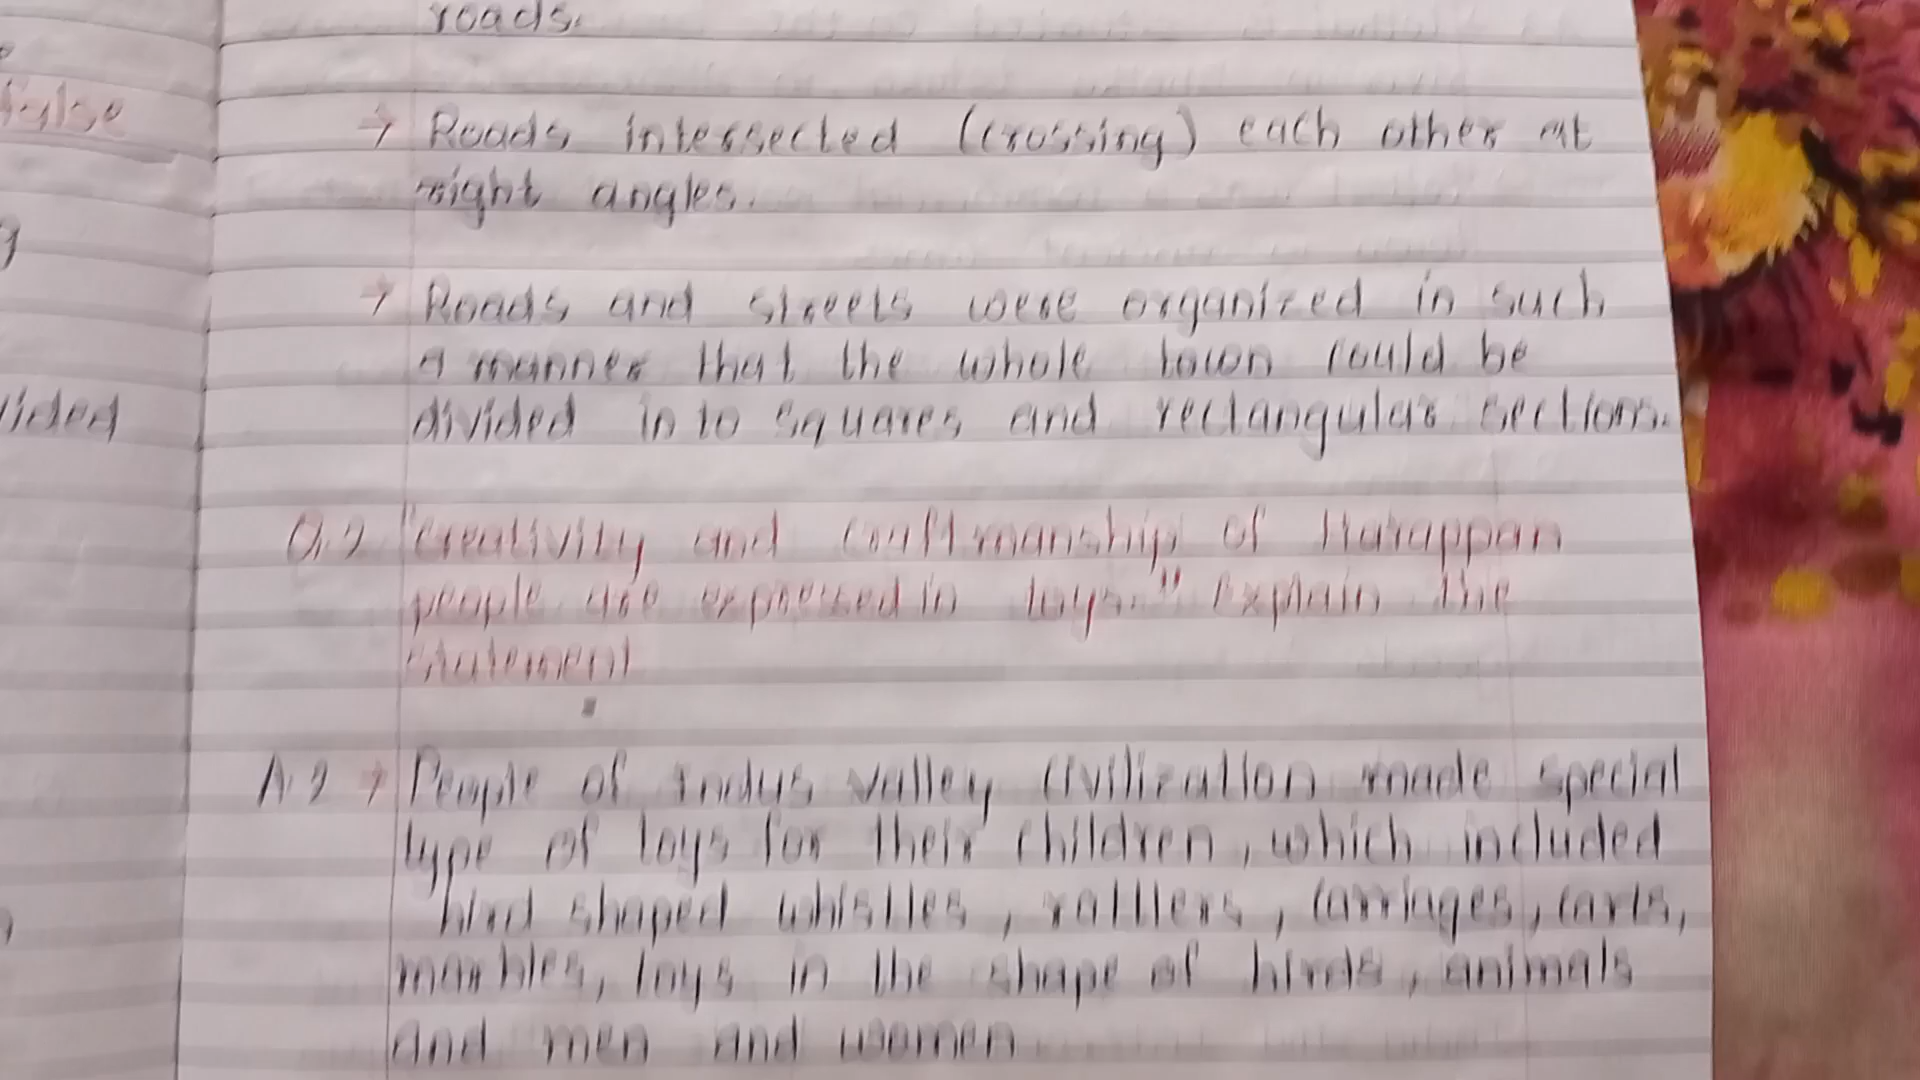 roads.
false
→ Roads intersected (crossing) each other at
right angles.
→ Roads and streets were organized in such
a manner that the whole town could be
divided in to squares and rectangular sections.
Q.2 "Creativity and craftmanship of Harappan
people are expressed in toys." Explain the
statement
A.2 → People of Indus valley civilization made special
type of toys for their children, which included
bird shaped whistles, rattlers, carriages, carts,
marbles, toys in the shape of birds, animals
and men and women